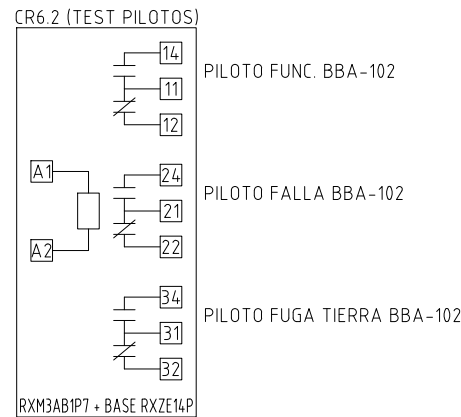 CR6.2 (TEST PILOTOS)
14
PILOTO FUNC. BBA-102
11
12
A1
24
PILOTO FALLA BBA-102
21
A2
22
34
PILOTO FUGA TIERRA BBA-102
31
32
RXM3AB1P7 + BASE RXZE14P